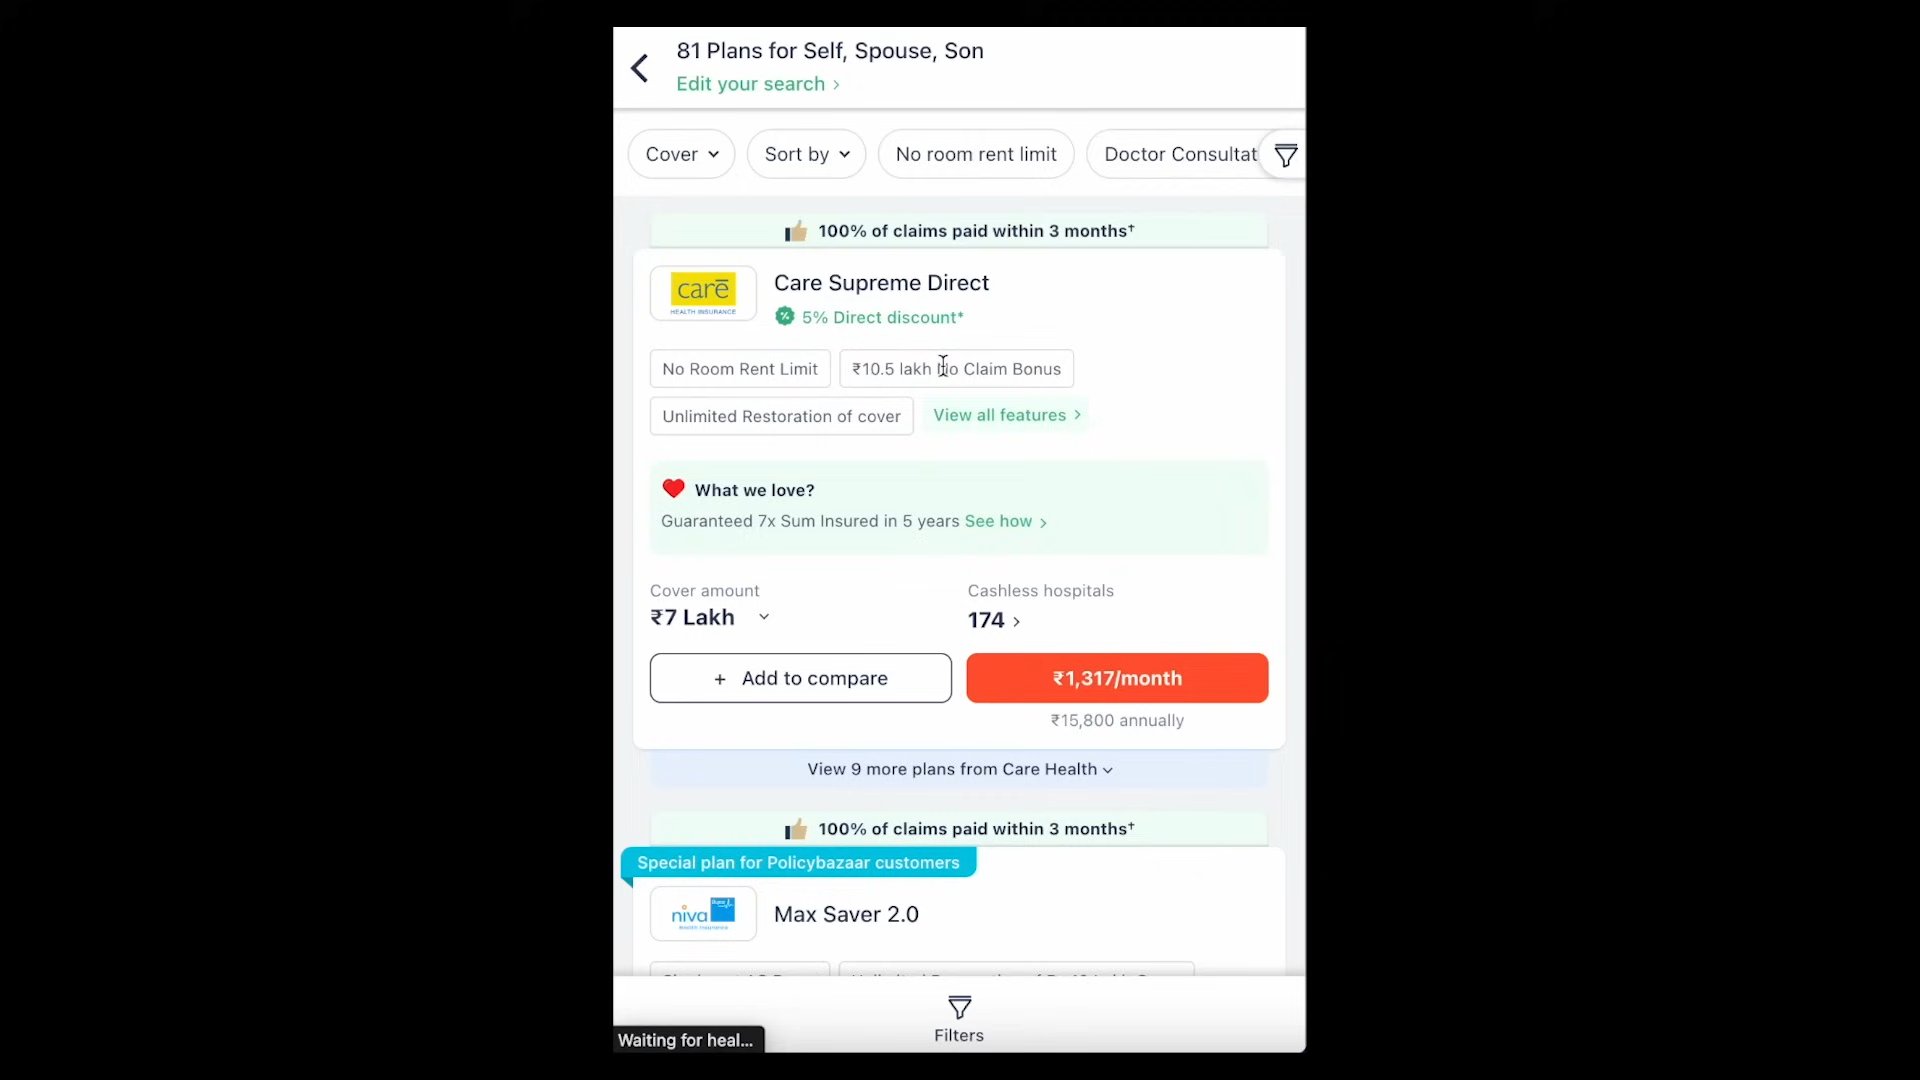 81 Plans for Self, Spouse, Son
Edit your search
Cover
Sort by
No room rent limit
Doctor Consultat
100% of claims paid within 3 months†
care
HEALTH INSURANCE
Care Supreme Direct
5% Direct discount*
No Room Rent Limit
₹10.5 lakh No Claim Bonus
Unlimited Restoration of cover
View all features
What we love?
Guaranteed 7x Sum Insured in 5 years See how
Cover amount
₹7 Lakh
Cashless hospitals
174
+ Add to compare
₹1,317/month
₹15,800 annually
View 9 more plans from Care Health
100% of claims paid within 3 months†
Special plan for Policybazaar customers
niva
Health Insurance
Max Saver 2.0
Filters
Waiting for heal...